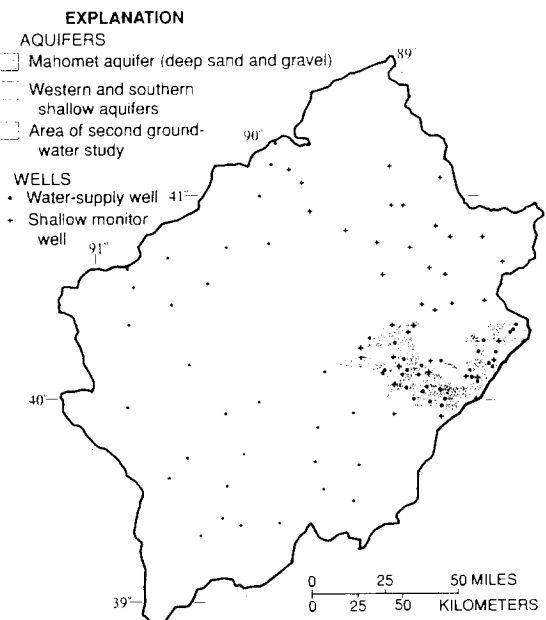 EXPLANATION
AQUIFERS
Mahomet aquifer (deep sand and gravel)
Western and southern
shallow aquifers
Area of second ground-
water study
WELLS
• Water-supply well
+ Shallow monitor
well
89°
90°
41°
91°
40°
39°
0 25 50 MILES
0 25 50 KILOMETERS